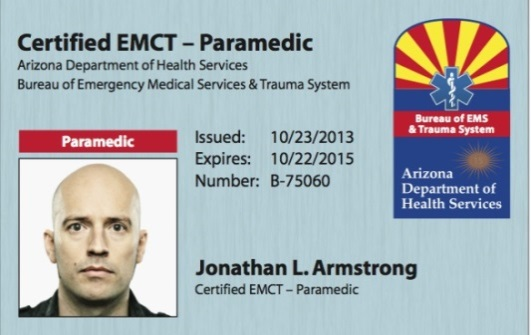 Certified EMCT – Paramedic
Arizona Department of Health Services
Bureau of Emergency Medical Services & Trauma System
Bureau of EMS
& Trauma System
Arizona
Department of
Health Services
Paramedic
Issued: 10/23/2013
Expires: 10/22/2015
Number: B-75060
Jonathan L. Armstrong
Certified EMCT – Paramedic